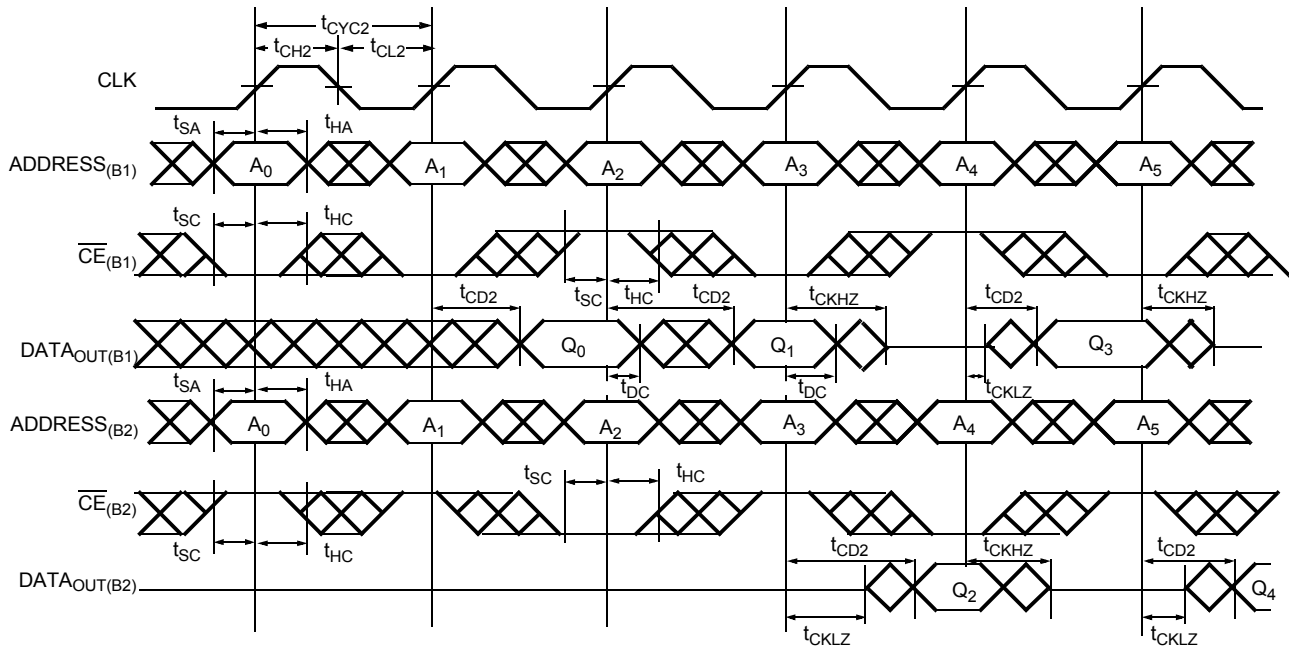 tCYC2
tCH2 tCL2
CLK
tSA tHA
ADDRESS(B1) A0 A1 A2 A3 A4 A5
tSC tHC
CE(B1)
tSC tHC
tCD2 tCD2 tCKHZ tCD2 tCKHZ
DATAOUT(B1) Q0 Q1 Q3
tSA tHA tDC tDC tCKLZ
ADDRESS(B2) A0 A1 A2 A3 A4 A5
tSC tHC
CE(B2)
tSC tHC tCD2 tCKHZ tCD2
DATAOUT(B2) Q2 Q4
tCKLZ tCKLZ